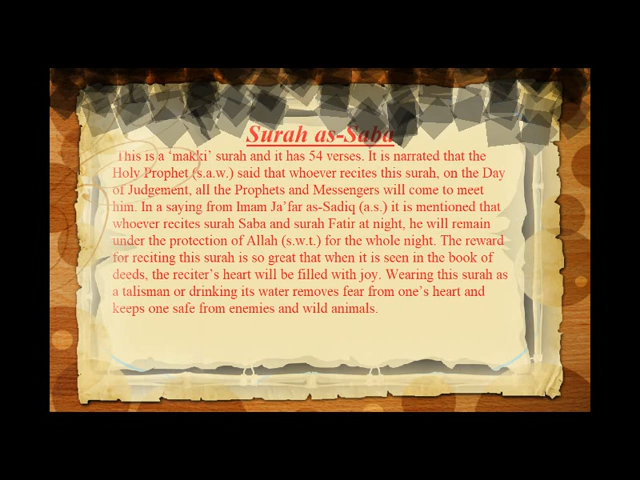 Surah as-Saba
This is a ‘makki’ surah and it has 54 verses. It is narrated that the
Holy Prophet (s.a.w.) said that whoever recites this surah, on the Day
of Judgement, all the Prophets and Messengers will come to meet
him. In a saying from Imam Ja’far as-Sadiq (a.s.) it is mentioned that
whoever recites surah Saba and surah Fatir at night, he will remain
under the protection of Allah (s.w.t.) for the whole night. The reward
for reciting this surah is so great that when it is seen in the book of
deeds, the reciter’s heart will be filled with joy. Wearing this surah as
a talisman or drinking its water removes fear from one’s heart and
keeps one safe from enemies and wild animals.